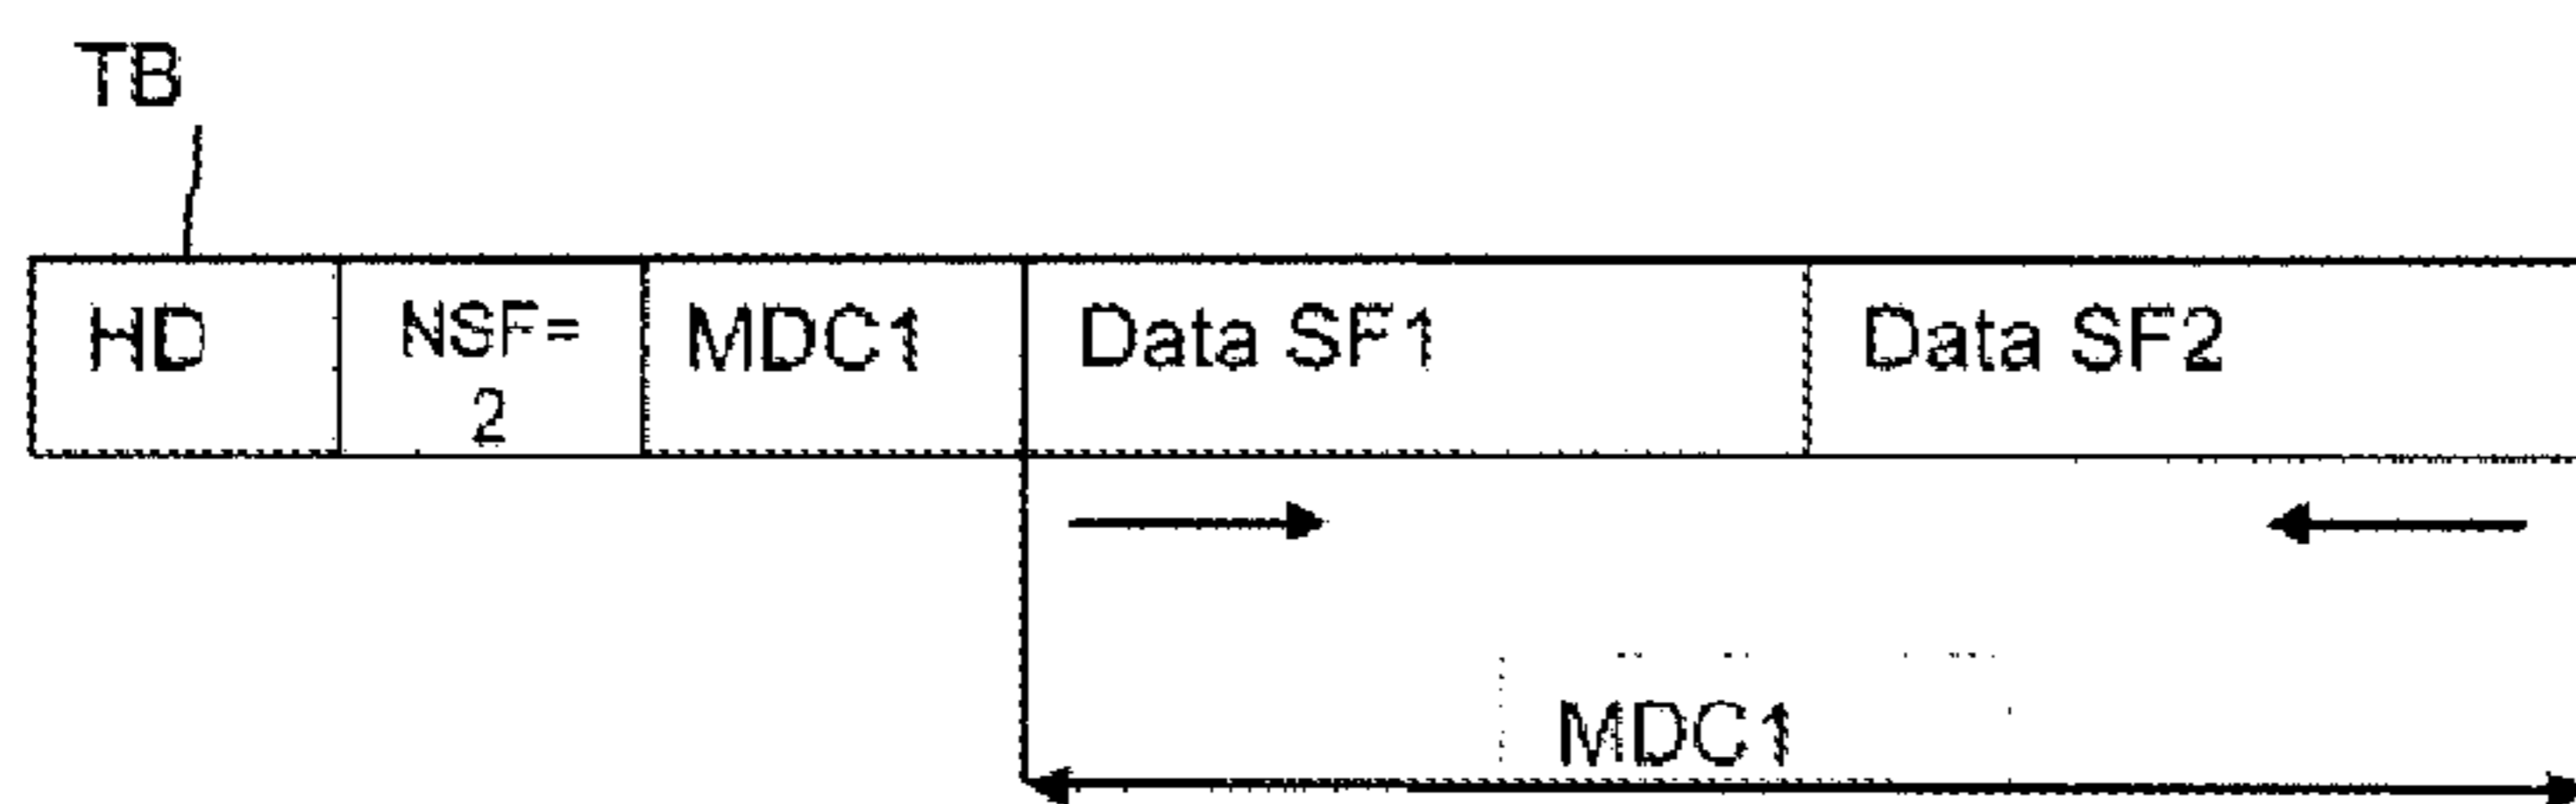 TB
HD
NSF=
2
MDC1
Data SF1
Data SF2
MDC1